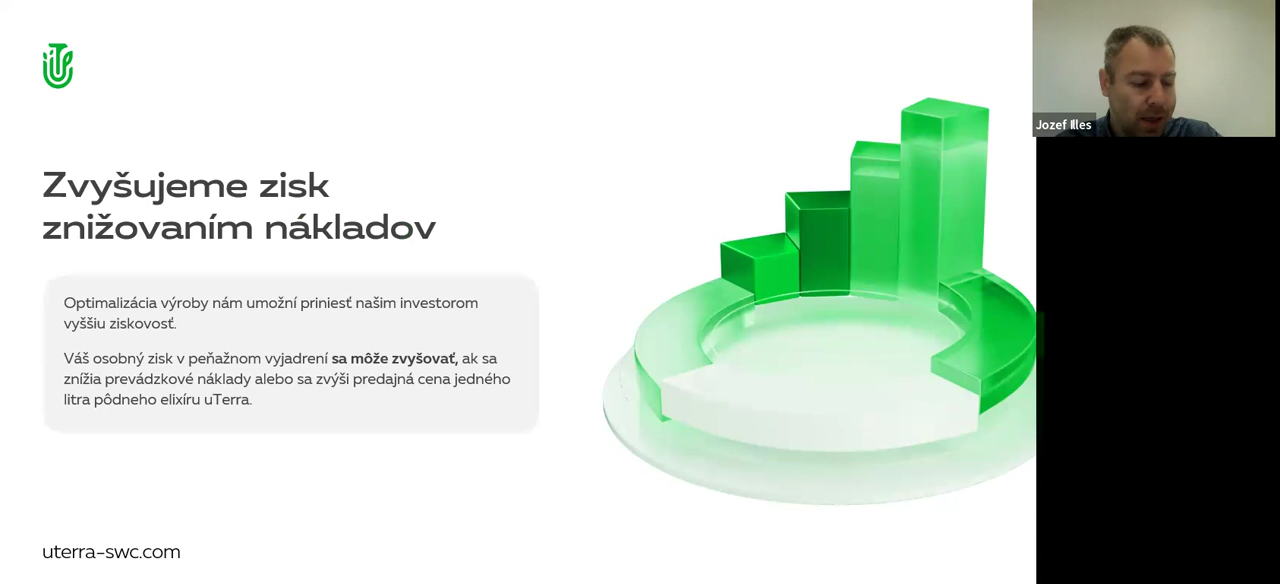 Zvyšujeme zisk
znižovaním nákladov
Optimalizácia výroby nám umožní priniesť našim investorom
vyššiu ziskovosť.
Váš osobný zisk v peňažnom vyjadrení sa môže zvyšovať, ak sa
znížia prevádzkové náklady alebo sa zvýši predajná cena jedného
litra pôdneho elixíru uTerra.
uterra-swc.com
Jozef Illes